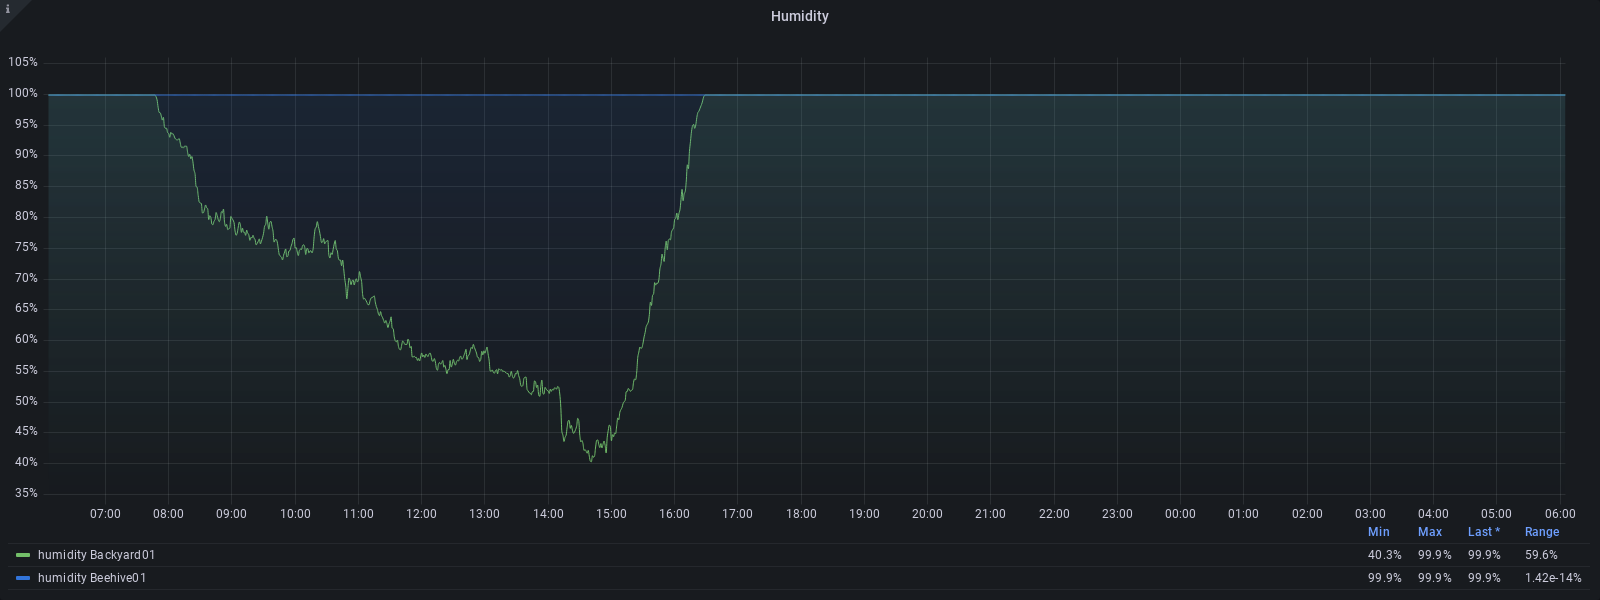 i
Humidity
105%
100%
95%
90%
85%
80%
75%
70%
65%
60%
55%
50%
45%
40%
35%
07:00 08:00 09:00 10:00 11:00 12:00 13:00 14:00 15:00 16:00 17:00 18:00 19:00 20:00 21:00 22:00 23:00 00:00 01:00 02:00 03:00 04:00 05:00 06:00
Min Max Last * Range
humidity Backyard01 40.3% 99.9% 99.9% 59.6%
humidity Beehive01 99.9% 99.9% 99.9% 1.42e-14%